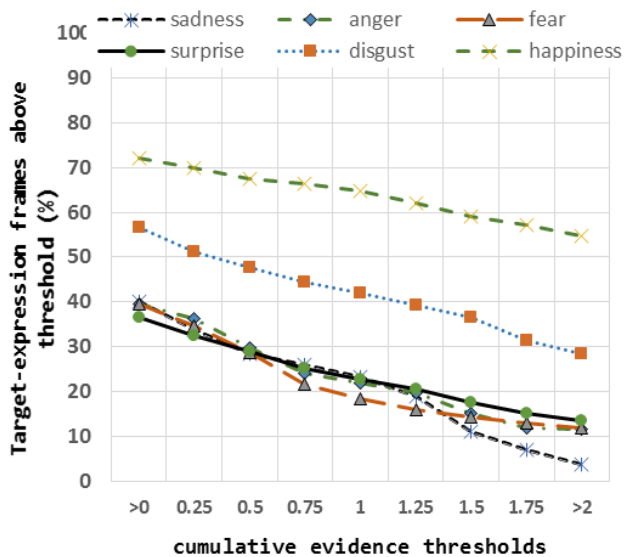 100
sadness anger fear
surprise disgust happiness
90
80
70
60
50
40
30
20
10
0
Target-expression frames above
threshold (%)
>0 0.25 0.5 0.75 1 1.25 1.5 1.75 >2
cumulative evidence thresholds